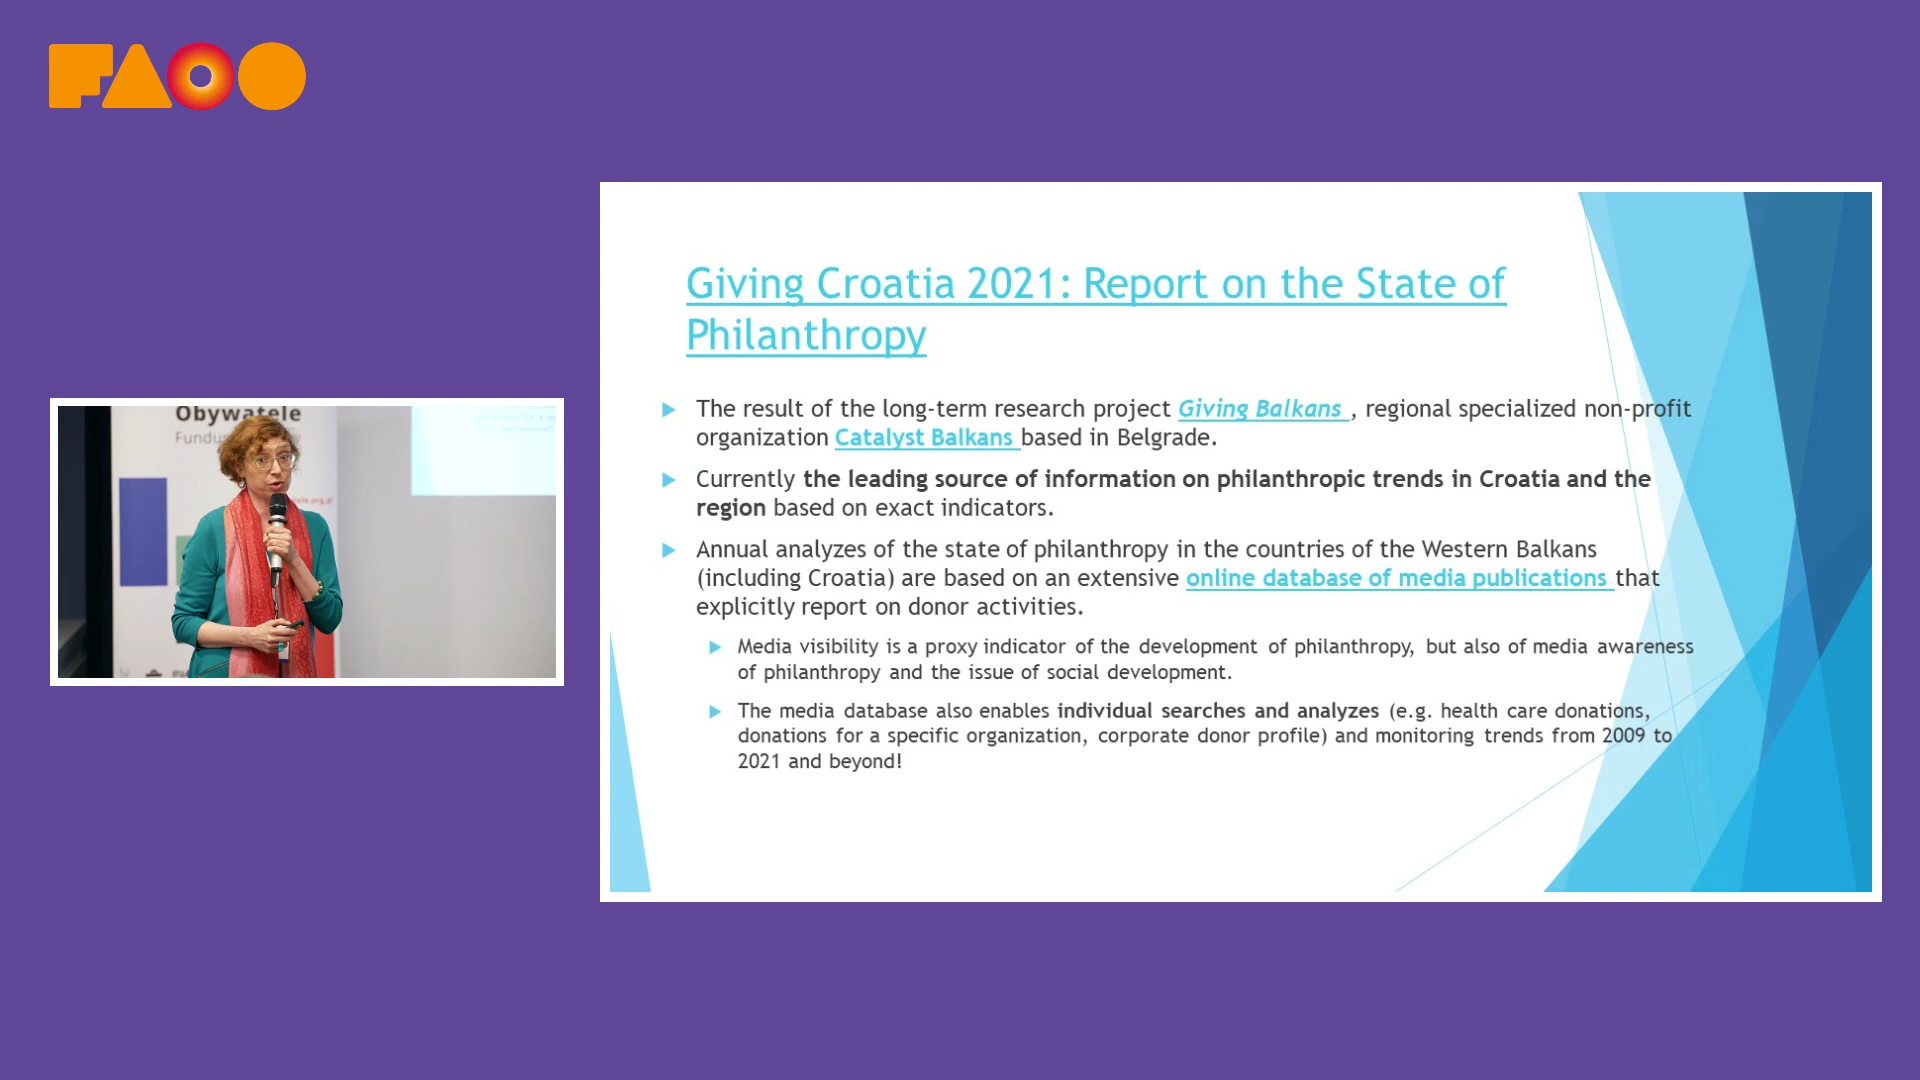 FAOO
Obywatele
Giving Croatia 2021: Report on the State of
Philanthropy
The result of the long-term research project Giving Balkans , regional specialized non-profit
organization Catalyst Balkans based in Belgrade.
Currently the leading source of information on philanthropic trends in Croatia and the
region based on exact indicators.
Annual analyzes of the state of philanthropy in the countries of the Western Balkans
(including Croatia) are based on an extensive online database of media publications that
explicitly report on donor activities.
Media visibility is a proxy indicator of the development of philanthropy, but also of media awareness
of philanthropy and the issue of social development.
The media database also enables individual searches and analyzes (e.g. health care donations,
donations for a specific organization, corporate donor profile) and monitoring trends from 2009 to
2021 and beyond!